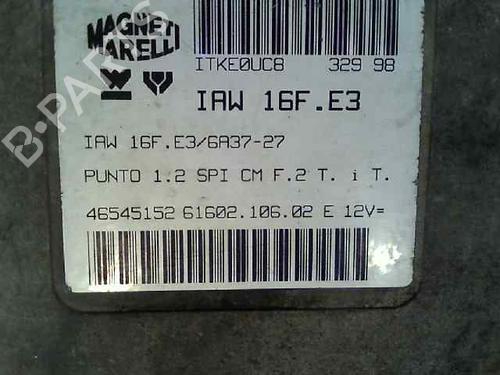 MAGNETI
MARELLI
ITKE0UC8 329 98
IAW 16F.E3
IAW 16F.E3/6A37-27
PUNTO 1.2 SPI CM F.2 T. i T.
46545152 61602.106.02 E 12V=
B-PARTS